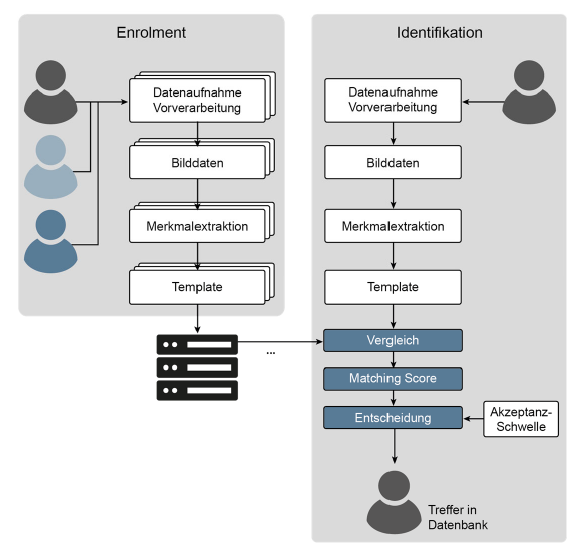 Enrolment
Datenaufnahme
Vorverarbeitung
Bilddaten
Merkmalextraktion
Template
...
Identifikation
Datenaufnahme
Vorverarbeitung
Bilddaten
Merkmalextraktion
Template
Vergleich
Matching Score
Entscheidung
Akzeptanz-
Schwelle
Treffer in
Datenbank